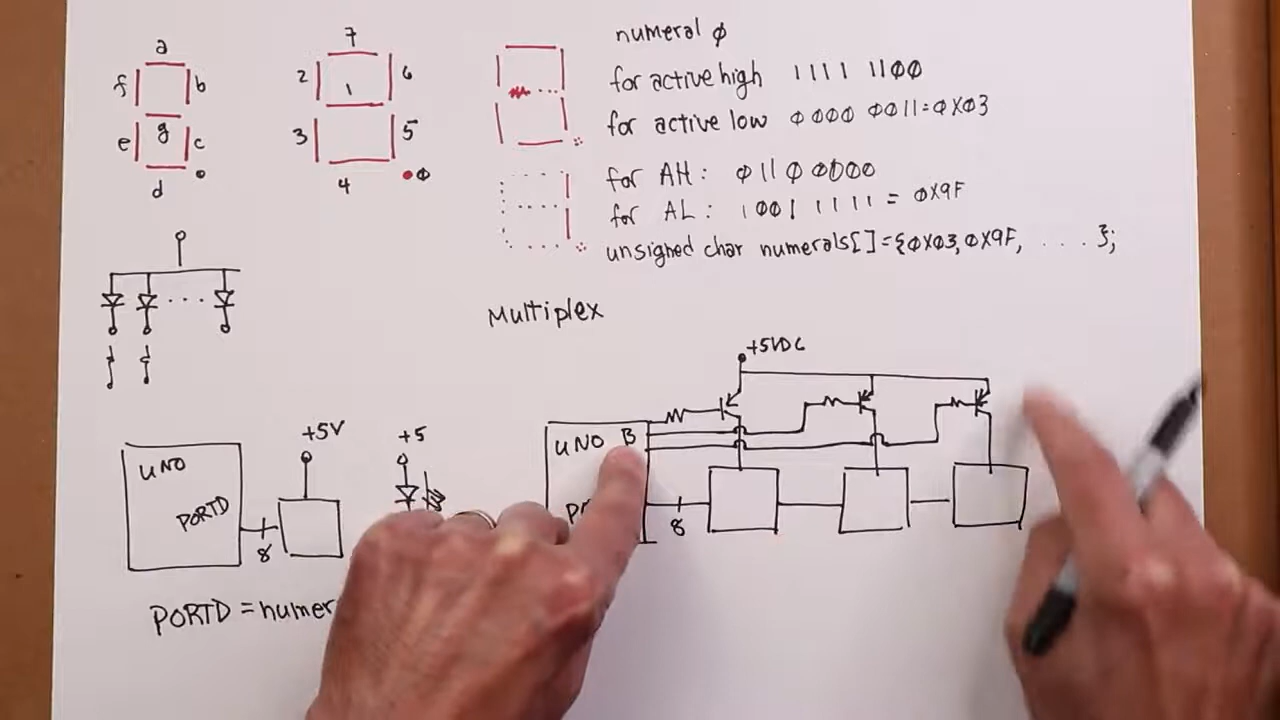 a
f b
g
e c
d
7
2 6
1
3 5
4 φ
numeral φ
for active high 1111 1100
for active low φφφφ φφ11=φXφ3
for AH: φ11φ φφφφ
for AL: 1φφ1 1111 = φX9F
unsigned char numerals[]={φXφ3,φX9F, . . . . };
Multiplex
+5VDC
UNO
PORTD
8
+5V
+5
UNO B
8
PORTD =